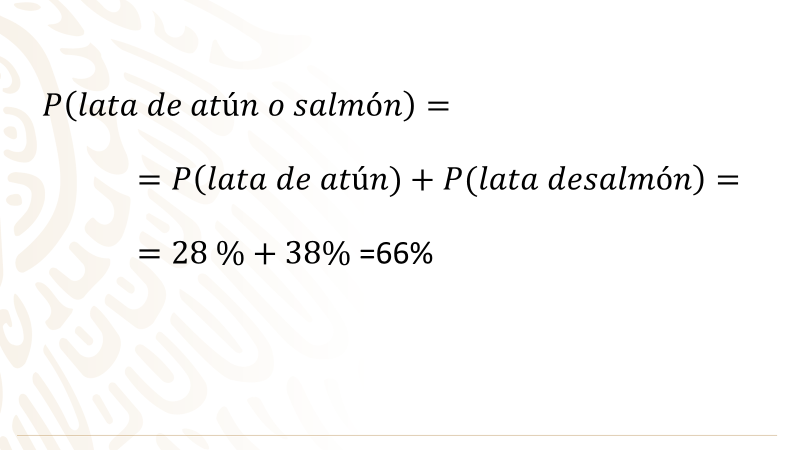 P(lata de atún o salmón) =
= P(lata de atún) + P(lata desalmón) =
= 28 % + 38% =66%